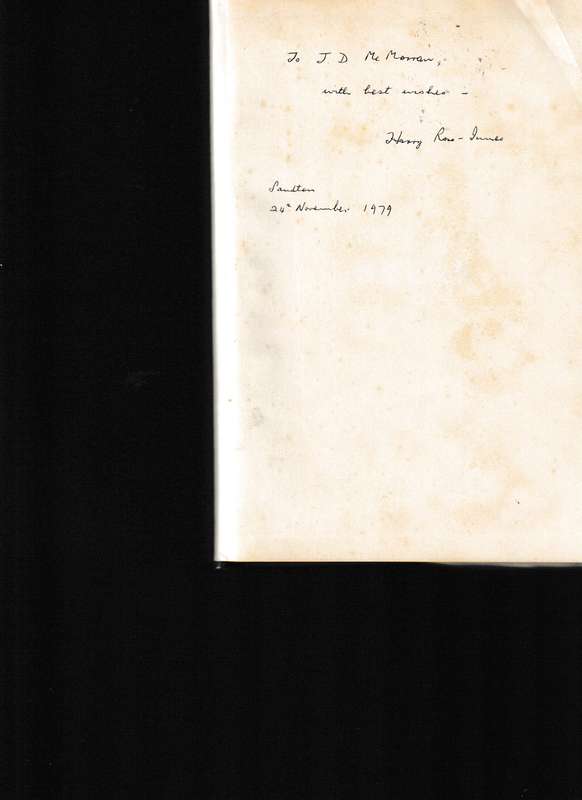 To J D McMorran,
with best wishes –
Harry Ross-Innes
Sandton
24th November 1979